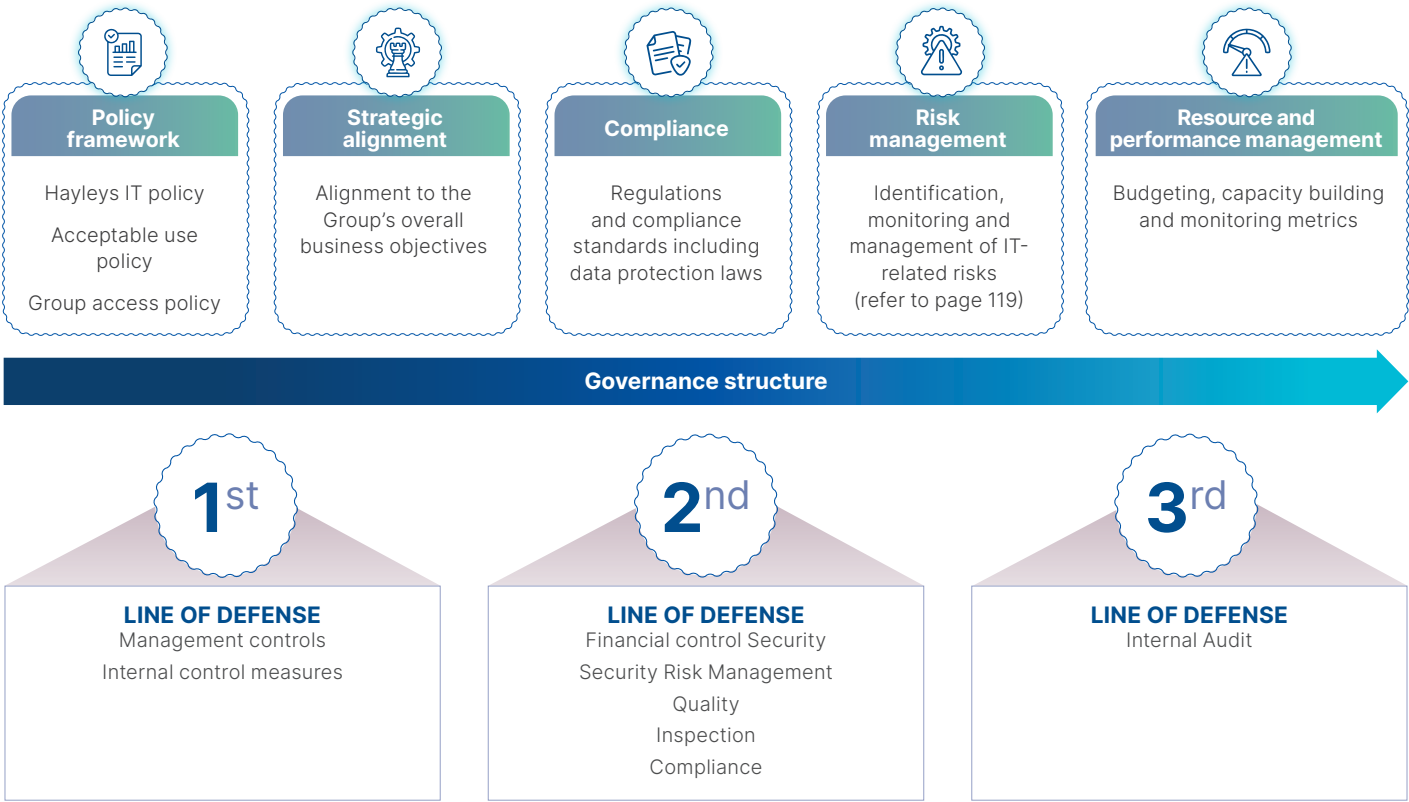 Policy
framework
Hayleys IT policy
Acceptable use
policy
Group access policy
Strategic
alignment
Alignment to the
Group's overall
business objectives
Compliance
Regulations
and compliance
standards including
data protection laws
Risk
management
Identification,
monitoring and
management of IT-
related risks
(refer to page 119)
Resource and
performance management
Budgeting, capacity building
and monitoring metrics
Governance structure
1st
LINE OF DEFENSE
Management controls
Internal control measures
2nd
LINE OF DEFENSE
Financial control Security
Security Risk Management
Quality
Inspection
Compliance
3rd
LINE OF DEFENSE
Internal Audit